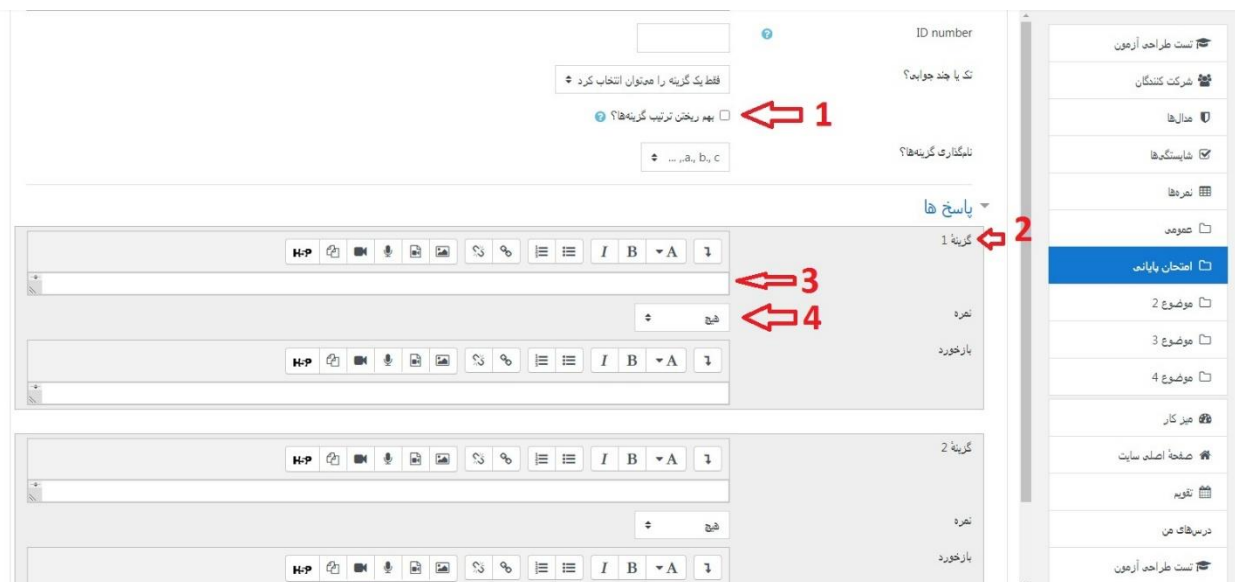 ID number
تک یا چند جوابی؟
فقط یک گزینه را می‌توان انتخاب کرد
بهم ریختن ترتیب گزینه‌ها؟
1
نامگذاری گزینه‌ها؟
a., b., c., ...
پاسخ ها
گزینهٔ 1
2
A B I
H-P
3
نمره
هیچ
4
بازخورد
A B I
H-P
گزینهٔ 2
A B I
H-P
نمره
هیچ
بازخورد
A B I
H-P
تست طراحی آزمون
شرکت کنندگان
مدال‌ها
شایستگی‌ها
نمره‌ها
عمومی
امتحان پایانی
موضوع 2
موضوع 3
موضوع 4
میز کار
صفحهٔ اصلی سایت
تقویم
درس‌های من
تست طراحی آزمون